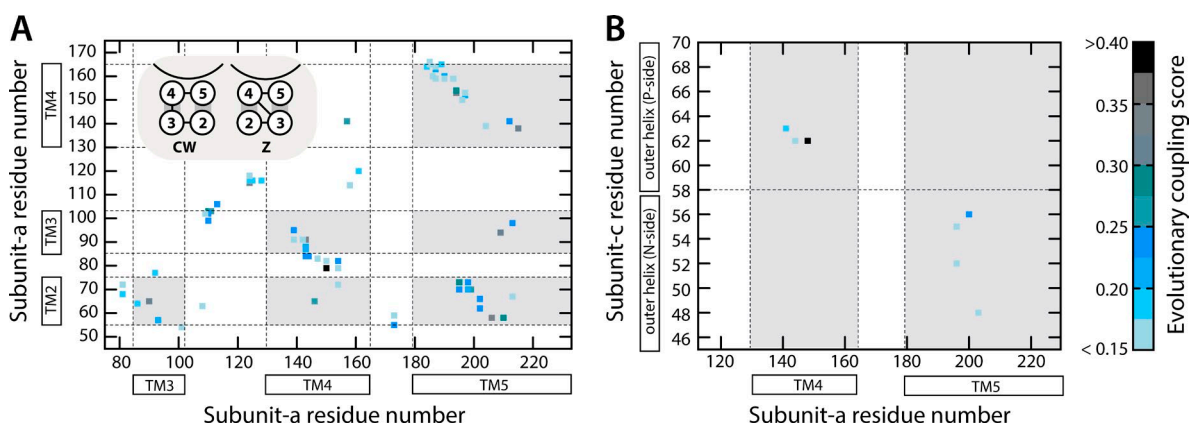 A
B
170
160
150
140
130
120
110
100
90
80
70
60
50
TM4
TM3
TM2
Subunit-a residue number
4 5
3 2
CW
4 5
2 3
Z
80 100 120 140 160 180 200 220
TM3 TM4 TM5
Subunit-a residue number
70
68
66
64
62
60
58
56
54
52
50
48
46
outer helix (P-side)
outer helix (N-side)
Subunit-c residue number
120 140 160 180 200 220
TM4 TM5
Subunit-a residue number
>0.40
0.35
0.30
0.25
0.20
< 0.15
Evolutionary coupling score